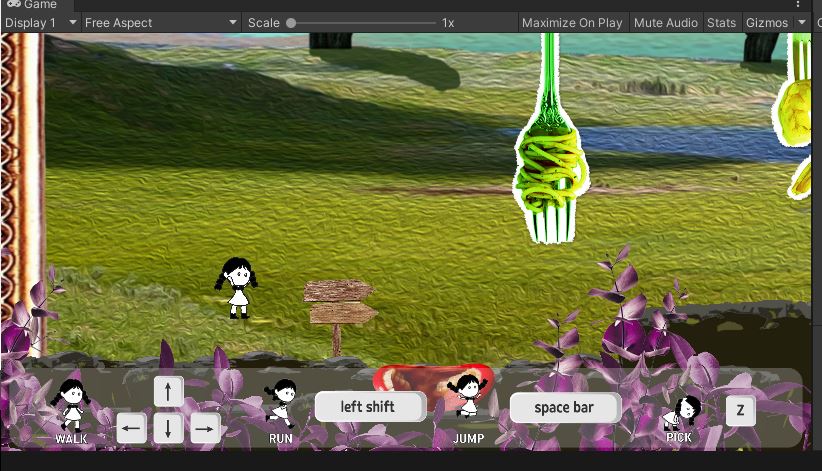 Game
Display 1 Free Aspect Scale 1x Maximize On Play Mute Audio Stats Gizmos
left shift
space bar
Z
WALK RUN JUMP PICK